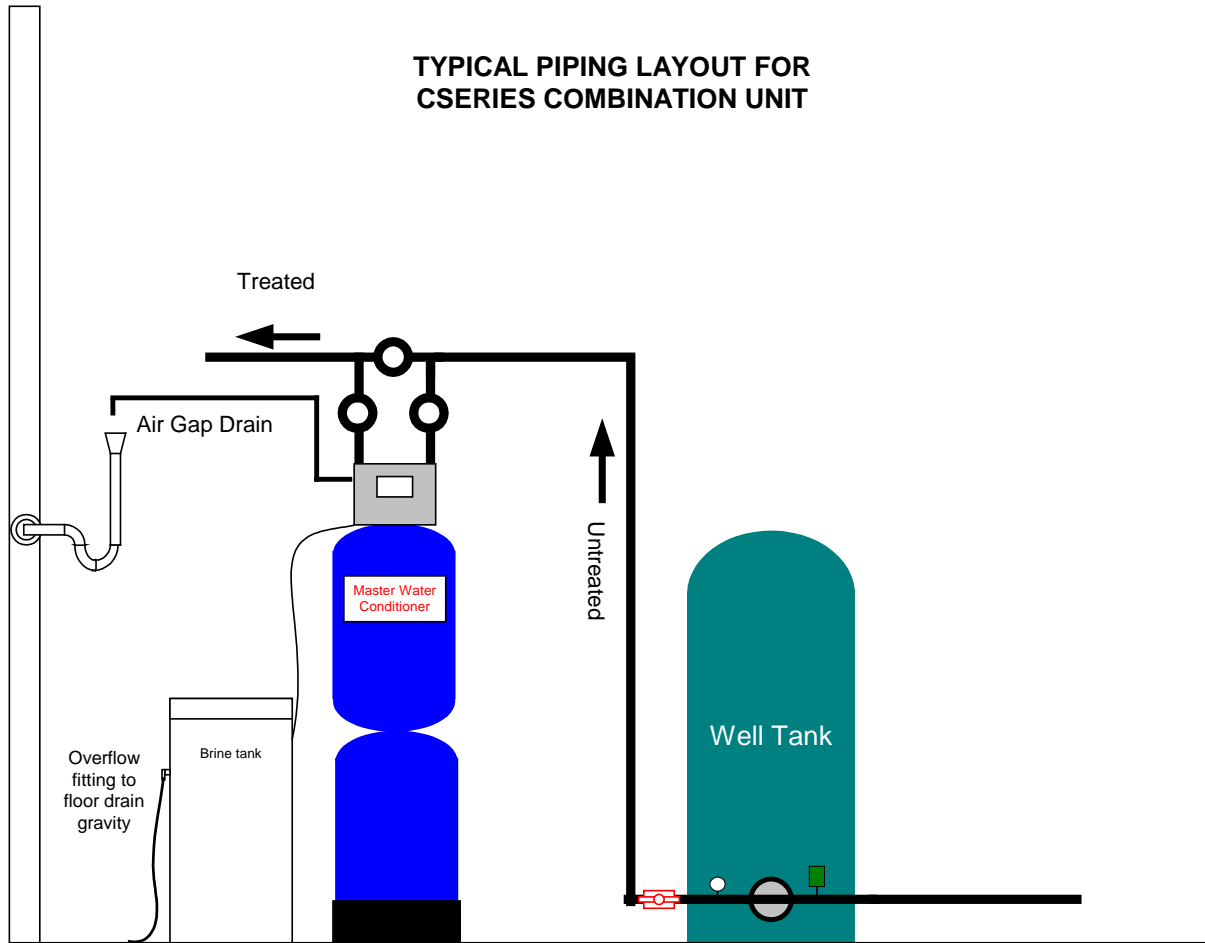 TYPICAL PIPING LAYOUT FOR
CSERIES COMBINATION UNIT
Treated
Air Gap Drain
Untreated
Master Water
Conditioner
Well Tank
Brine tank
Overflow
fitting to
floor drain
gravity